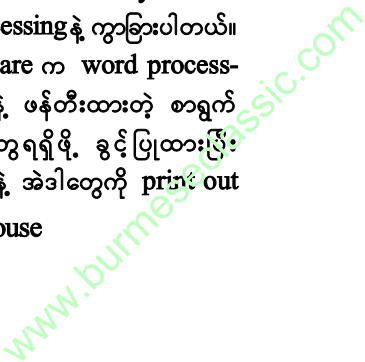 essing နဲ့ ကွာခြားပါတယ်။
are က word process-
နဲ့ ဖန်တီးထားတဲ့ စာရွက်
တွေရရှိဖို့ ခွင့်ပြုထားပြီး
နဲ့ အဲဒါတွေကို print out
ouse
www.burmeseclassic.com